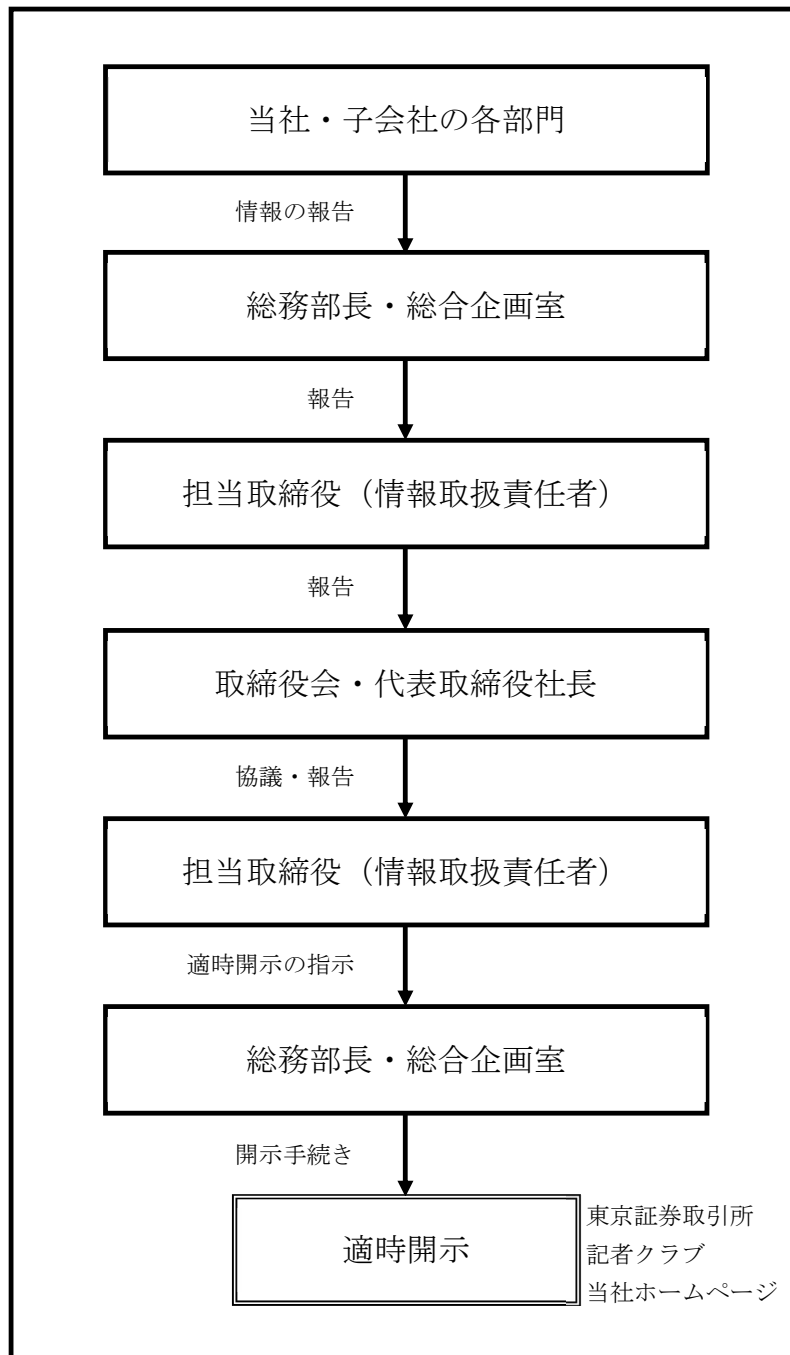 当社・子会社の各部門
情報の報告
総務部長・総合企画室
報告
担当取締役（情報取扱責任者）
報告
取締役会・代表取締役社長
協議・報告
担当取締役（情報取扱責任者）
適時開示の指示
総務部長・総合企画室
開示手続き
適時開示
東京証券取引所
記者クラブ
当社ホームページ